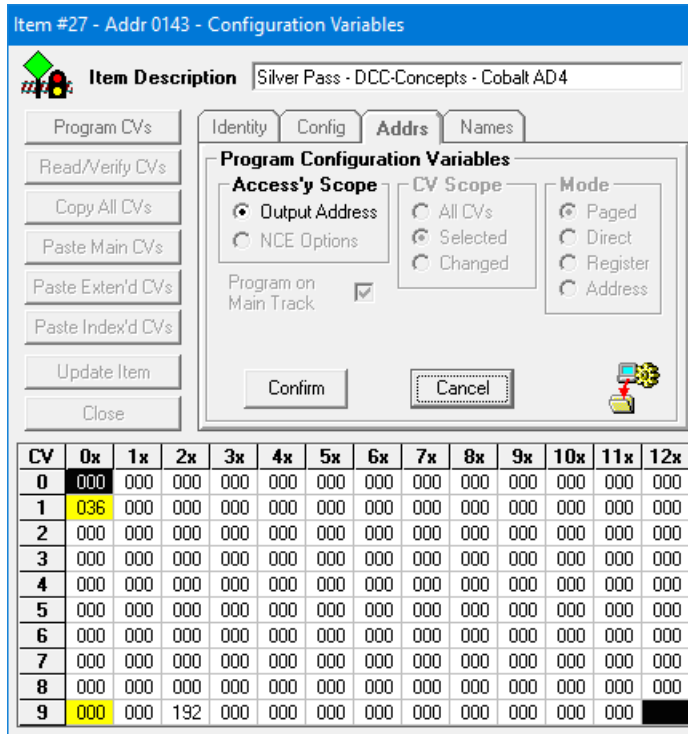 Item #27 - Addr 0143 - Configuration Variables
Item Description Silver Pass - DCC-Concepts - Cobalt AD4
Program CVs
Read/Verify CVs
Copy All CVs
Paste Main CVs
Paste Exten'd CVs
Paste Index'd CVs
Update Item
Close
Identity Config Addrs Names
Program Configuration Variables
Access'y Scope
Output Address
NCE Options
CV Scope
All CVs
Selected
Changed
Mode
Paged
Direct
Register
Address
Program on
Main Track
Confirm Cancel
CV 0x 1x 2x 3x 4x 5x 6x 7x 8x 9x 10x 11x 12x
0 000 000 000 000 000 000 000 000 000 000 000 000 000
1 036 000 000 000 000 000 000 000 000 000 000 000 000
2 000 000 000 000 000 000 000 000 000 000 000 000 000
3 000 000 000 000 000 000 000 000 000 000 000 000 000
4 000 000 000 000 000 000 000 000 000 000 000 000 000
5 000 000 000 000 000 000 000 000 000 000 000 000 000
6 000 000 000 000 000 000 000 000 000 000 000 000 000
7 000 000 000 000 000 000 000 000 000 000 000 000 000
8 000 000 000 000 000 000 000 000 000 000 000 000 000
9 000 000 192 000 000 000 000 000 000 000 000 000